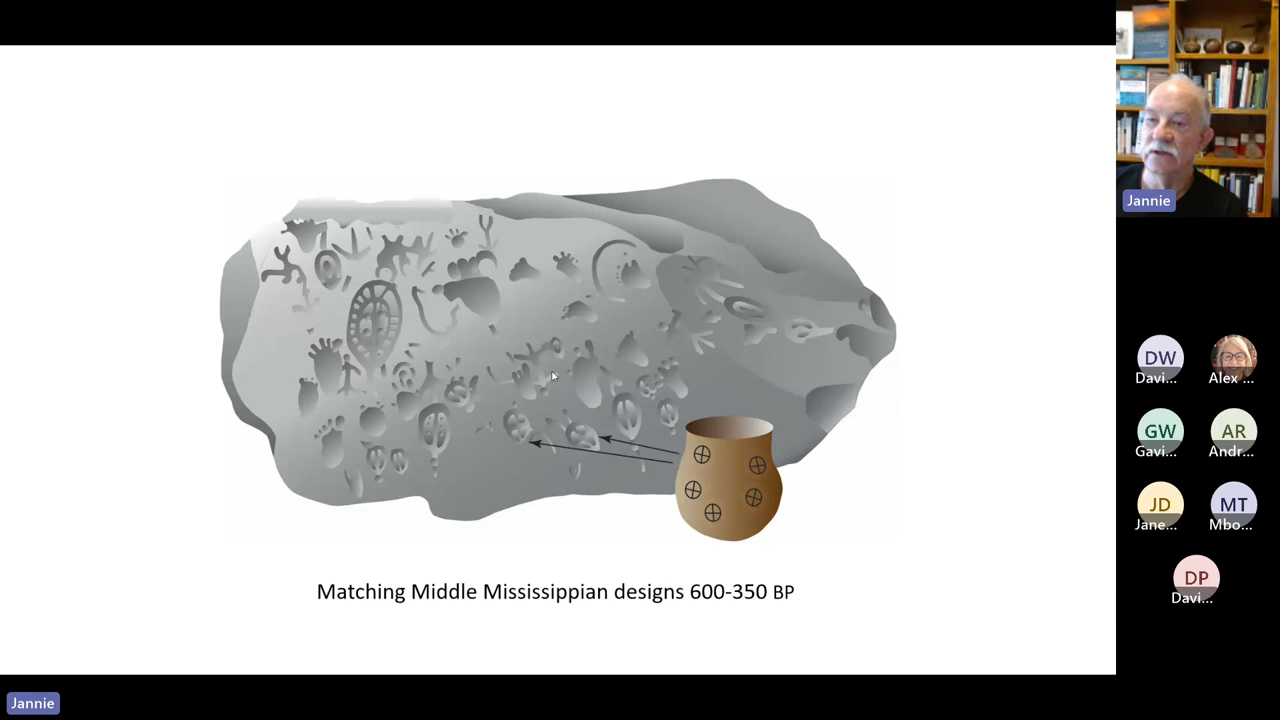 Jannie
DW
Davi...
Alex ...
GW
Gavi...
AR
Andr...
JD
Jane...
MT
Mbo...
DP
Davi...
Matching Middle Mississippian designs 600-350 BP
Jannie